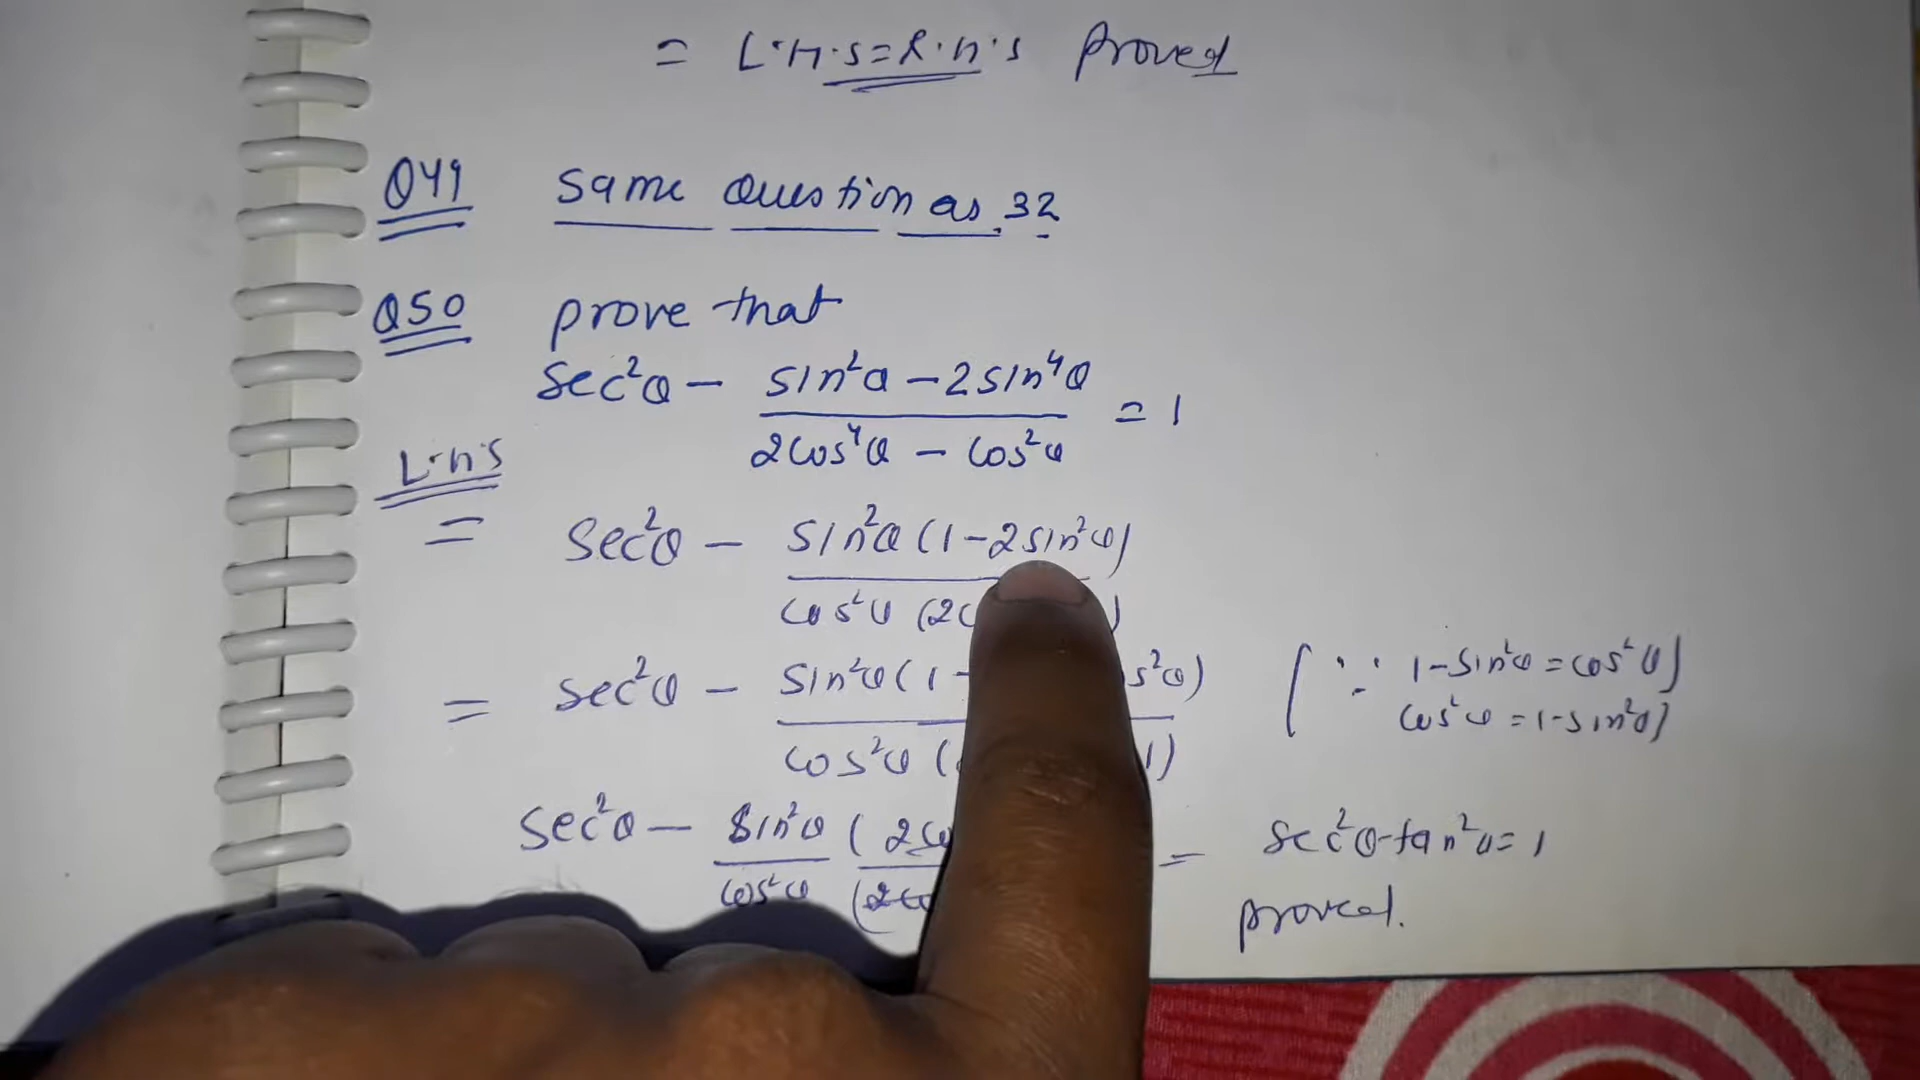 = L.H.S=R.H.S Proved
Q49 Same Question as 32
Q50 prove that
sec²θ - sin²θ - 2sin⁴θ = 1
2cos⁴θ - cos²θ
L.H.S
= sec²θ - sin²θ (1-2sin²θ)
cos²θ (2c )
= sec²θ - sin²θ (1- s²θ) [∵ 1-sin²θ=cos²θ]
cos²θ ( 1) cos²θ = 1-sin²θ]
sec²θ - sin²θ (2co = sec²θ-tan²θ=1
cos²θ (2co proved.